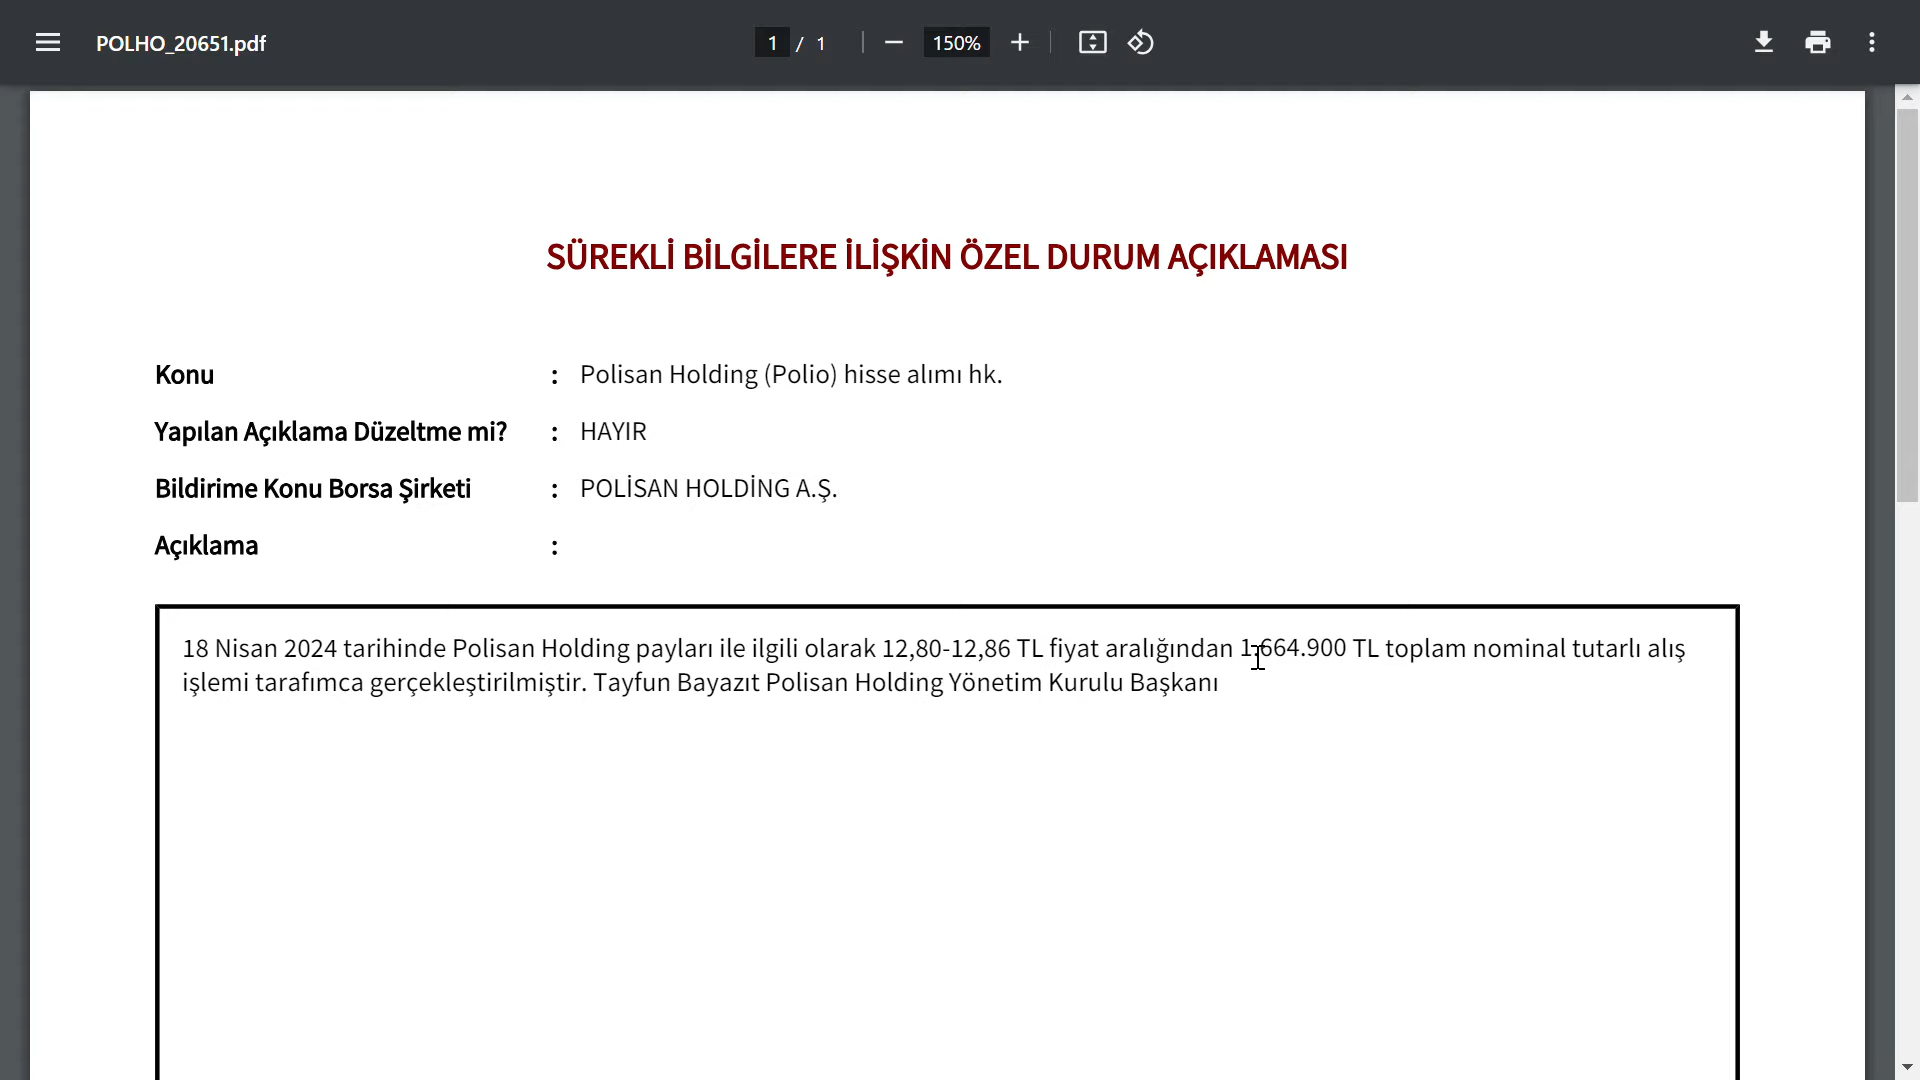 POLHO_20651.pdf
1 / 1
150%
SÜREKLİ BİLGİLERE İLİŞKİN ÖZEL DURUM AÇIKLAMASI
Konu : Polisan Holding (Polio) hisse alımı hk.
Yapılan Açıklama Düzeltme mi? : HAYIR
Bildirime Konu Borsa Şirketi : POLİSAN HOLDİNG A.Ş.
Açıklama :
18 Nisan 2024 tarihinde Polisan Holding payları ile ilgili olarak 12,80-12,86 TL fiyat aralığından 1.664.900 TL toplam nominal tutarlı alış
işlemi tarafımca gerçekleştirilmiştir. Tayfun Bayazıt Polisan Holding Yönetim Kurulu Başkanı